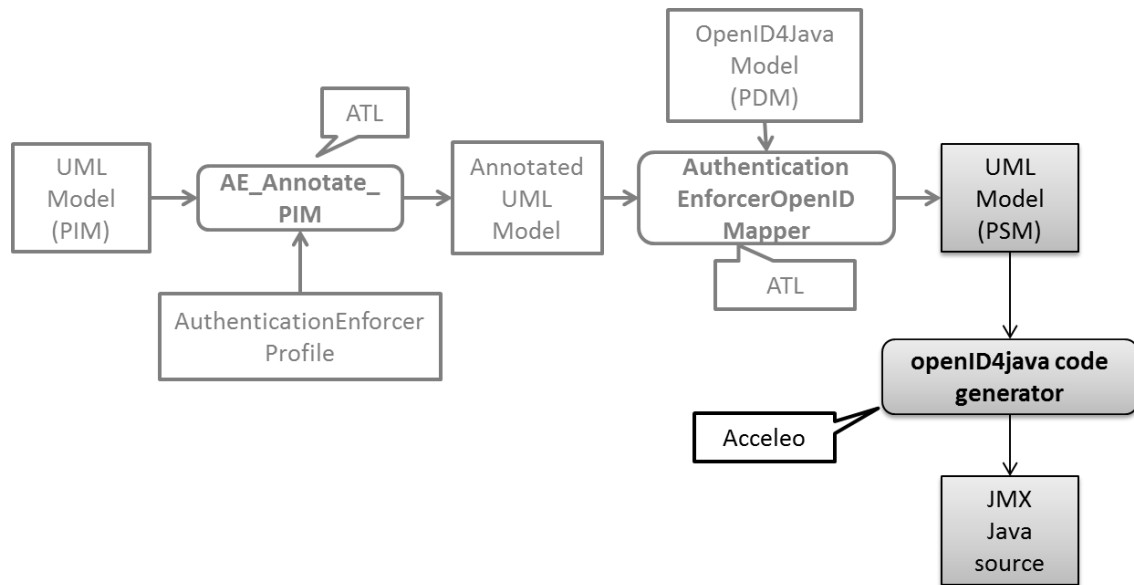 OpenID4Java
Model
(PDM)
ATL
UML
Model
(PIM)
AE_Annotate_
PIM
Annotated
UML
Model
Authentication
EnforcerOpenID
Mapper
UML
Model
(PSM)
ATL
AuthenticationEnforcer
Profile
openID4java code
generator
Acceleo
JMX
Java
source